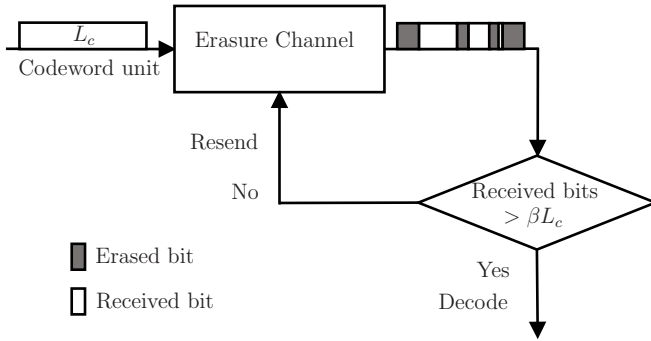 L_c
Erasure Channel
Codeword unit
Resend
No
Received bits
> βL_c
Erased bit
Received bit
Yes
Decode